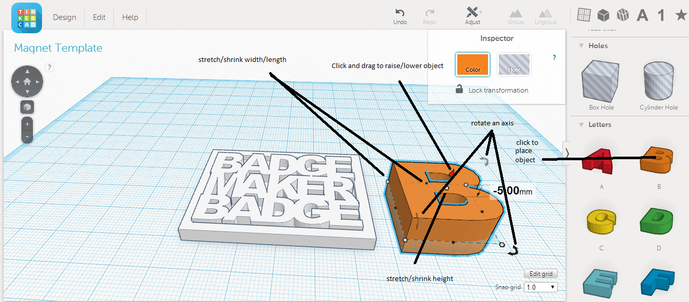 TIN
KER
CAD
Design
Edit
Help
Undo
Redo
Adjust
Group
Ungroup
A
1
Magnet Template
?
Inspector
Color
Hole
?
Lock transformation
stretch/shrink width/length
Click and drag to raise/lower object
rotate an axis
click to
place
object
stretch/shrink height
BADGE
MAKER
BADGE
-5.00mm
Edit grid
Snap grid
1.0
Holes
Box Hole
Cylinder Hole
Letters
A
B
C
D